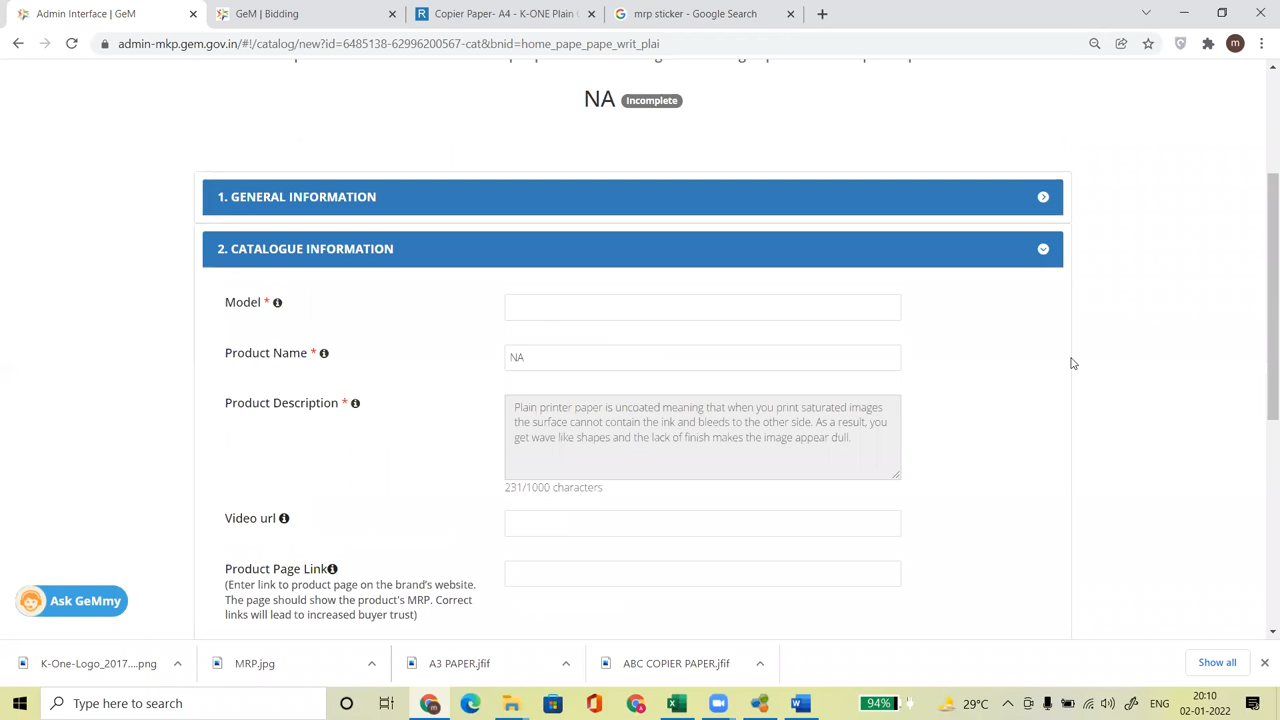 Admin Interface | GeM
GeM | Bidding
Copier Paper- A4 - K-ONE Plain C
mrp sticker - Google Search
admin-mkp.gem.gov.in/#!/catalog/new?id=6485138-62996200567-cat&bnid=home_pape_pape_writ_plai
m
NA Incomplete
1. GENERAL INFORMATION
2. CATALOGUE INFORMATION
Model *
Product Name *
NA
Product Description *
Plain printer paper is uncoated meaning that when you print saturated images
the surface cannot contain the ink and bleeds to the other side. As a result, you
get wave like shapes and the lack of finish makes the image appear dull.
231/1000 characters
Video url
Product Page Link
(Enter link to product page on the brand's website.
The page should show the product's MRP. Correct
links will lead to increased buyer trust)
Ask GeMmy
K-One-Logo_2017....png
MRP.jpg
A3 PAPER.jfif
ABC COPIER PAPER.jfif
Show all
Type here to search
94%
29°C
ENG
20:10
02-01-2022